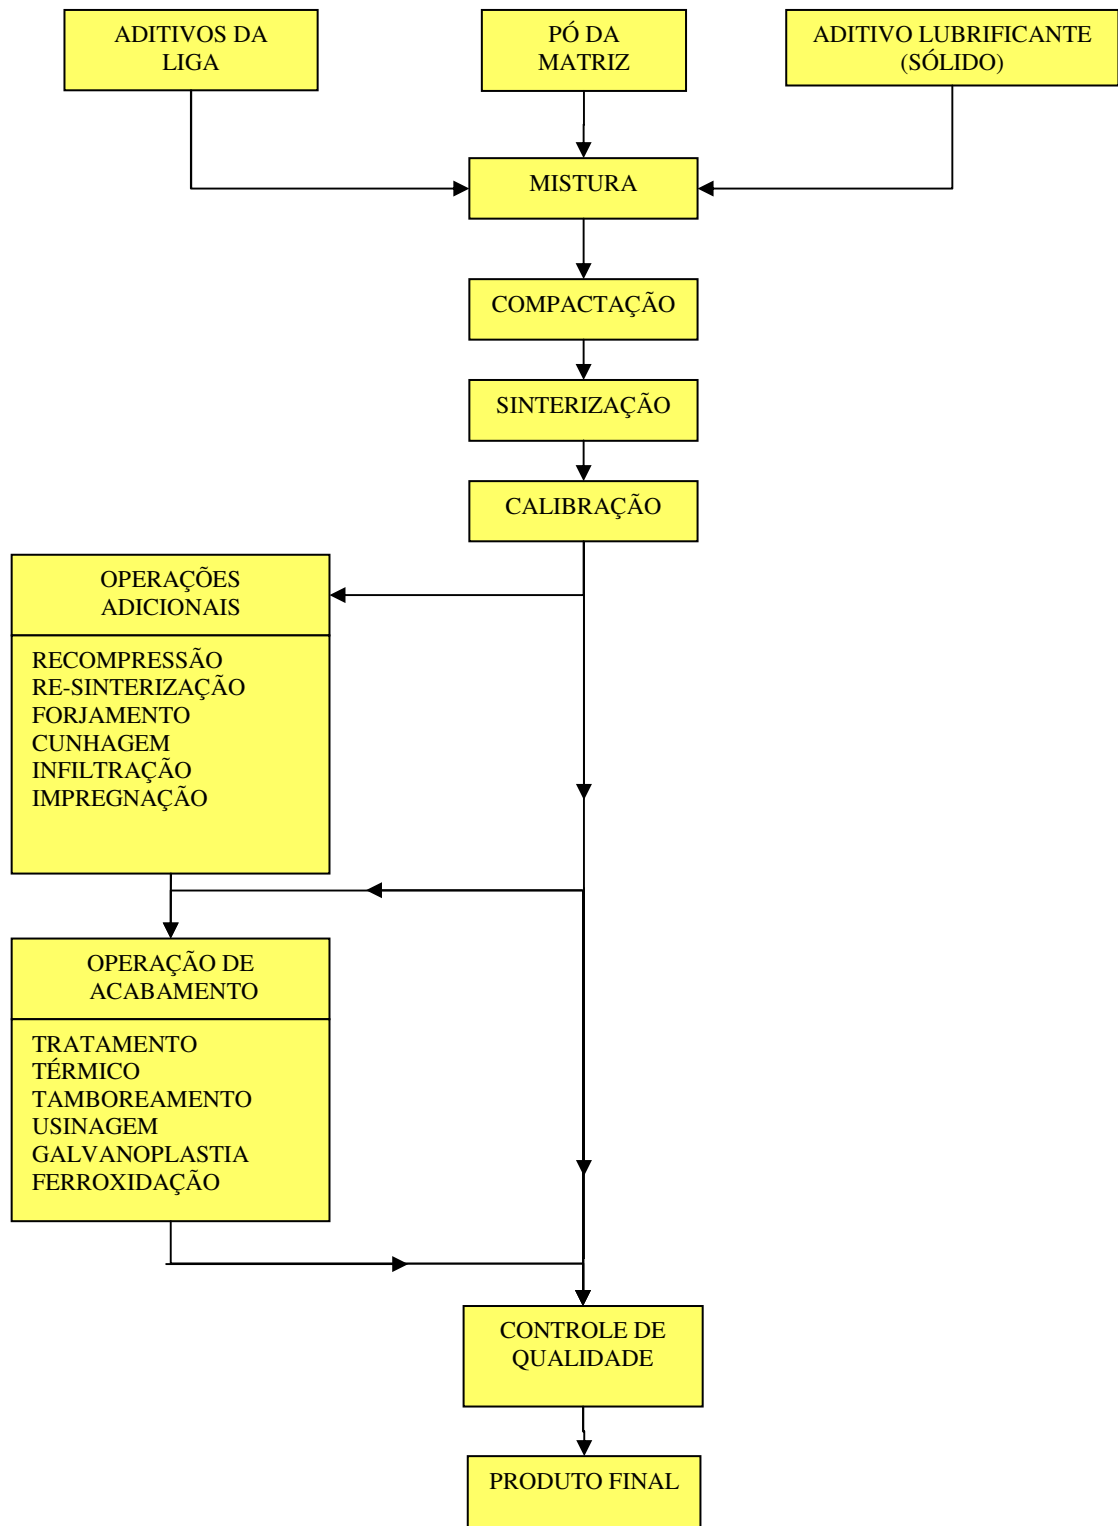 ADITIVOS DA
LIGA
PÓ DA
MATRIZ
ADITIVO LUBRIFICANTE
(SÓLIDO)
MISTURA
COMPACTAÇÃO
SINTERIZAÇÃO
CALIBRAÇÃO
OPERAÇÕES
ADICIONAIS
RECOMPRESSÃO
RE-SINTERIZAÇÃO
FORJAMENTO
CUNHAGEM
INFILTRAÇÃO
IMPREGNAÇÃO
OPERAÇÃO DE
ACABAMENTO
TRATAMENTO
TÉRMICO
TAMBOREAMENTO
USINAGEM
GALVANOPLASTIA
FERROXIDAÇÃO
CONTROLE DE
QUALIDADE
PRODUTO FINAL